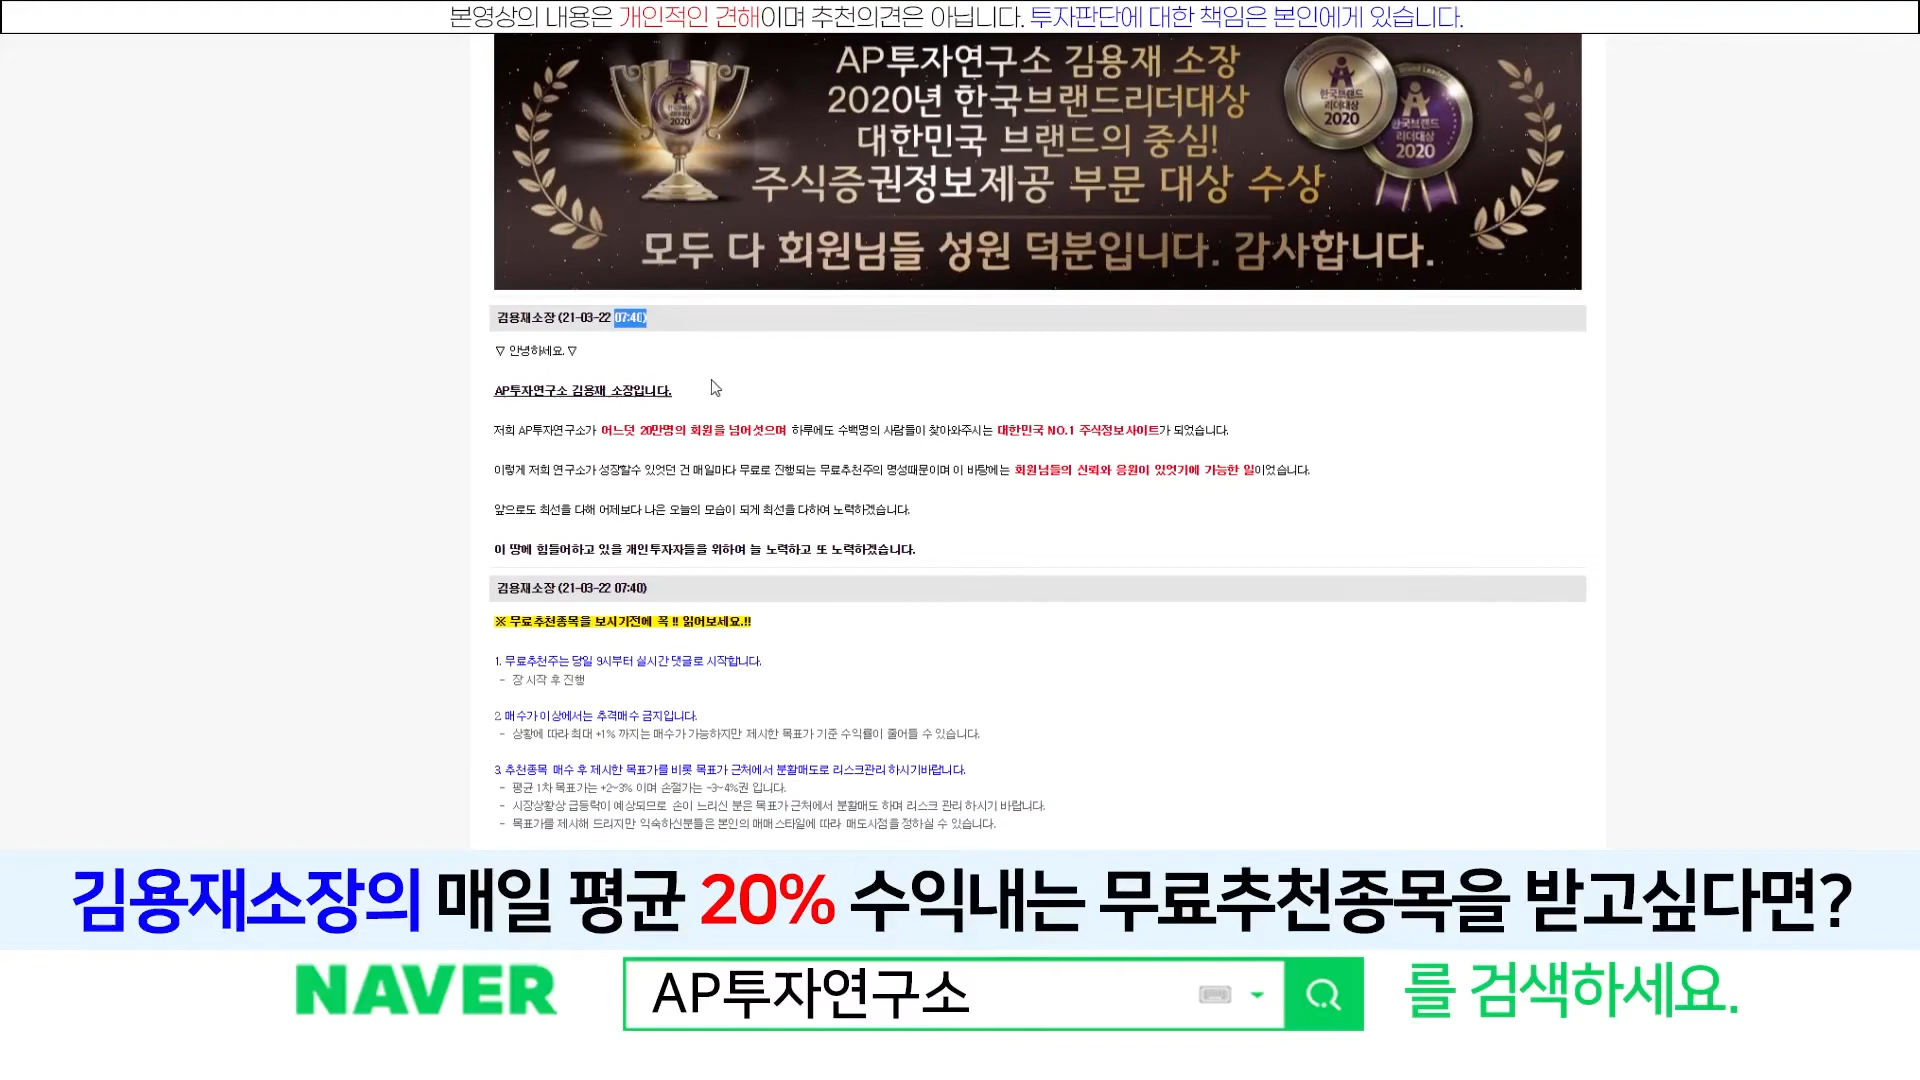 본영상의 내용은 개인적인 견해이며 추천의견은 아닙니다. 투자판단에 대한 책임은 본인에게 있습니다.
AP투자연구소 김용재 소장
2020년 한국브랜드리더대상
대한민국 브랜드의 중심!
주식증권정보제공 부문 대상 수상
모두 다 회원님들 성원 덕분입니다. 감사합니다.
2020
한국브랜드
리더대상
2020
한국브랜드
리더대상
2020
김용재소장 (21-03-22 07:40)
▽ 안녕하세요. ▽
AP투자연구소 김용재 소장입니다.
저희 AP투자연구소가 어느덧 20만명의 회원을 넘어섯으며 하루에도 수백명의 사람들이 찾아와주시는 대한민국 NO.1 주식정보사이트가 되었습니다.
이렇게 저희 연구소가 성장할수 있엇던 건 매일마다 무료로 진행되는 무료추천주의 명성때문이며 이 바탕에는 회원님들의 신뢰와 응원이 있엇기에 가능한 일이었습니다.
앞으로도 최선을 다해 어제보다 나은 오늘의 모습이 되게 최선을 다하여 노력하겠습니다.
이 땅에 힘들어하고 있을 개인투자자들을 위하여 늘 노력하고 또 노력하겠습니다.
김용재소장 (21-03-22 07:40)
※ 무료추천종목을 보시기전에 꼭 !! 읽어보세요.!!
1. 무료추천주는 당일 9시부터 실시간 댓글로 시작합니다.
- 장 시작 후 진행
2. 매수가 이상에서는 추격매수 금지입니다.
- 상황에 따라 최대 +1% 까지는 매수가 가능하지만 제시한 목표가 기준 수익률이 줄어들 수 있습니다.
3. 추천종목 매수 후 제시한 목표가를 비롯 목표가 근처에서 분할매도로 리스크관리 하시기바랍니다.
- 평균 1차 목표가는 +2~3% 이며 손절가는 -3~4%권 입니다.
- 시장상황상 급등락이 예상되므로 손이 느리신 분은 목표가 근처에서 분할매도 하며 리스크 관리 하시기 바랍니다.
- 목표가를 제시해 드리지만 익숙하신분들은 본인의 매매스타일에 따라 매도시점을 정하실 수 있습니다.
김용재소장의 매일 평균 20% 수익내는 무료추천종목을 받고싶다면?
NAVER AP투자연구소 를 검색하세요.